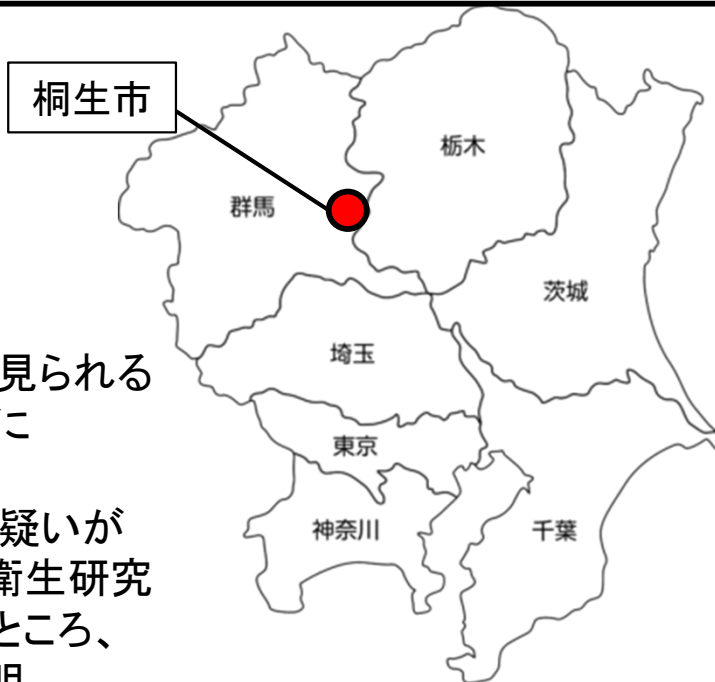 桐生市
栃木
群馬
茨城
埼玉
東京
神奈川
千葉
見られる
に
疑いが
衛生研究
ところ、